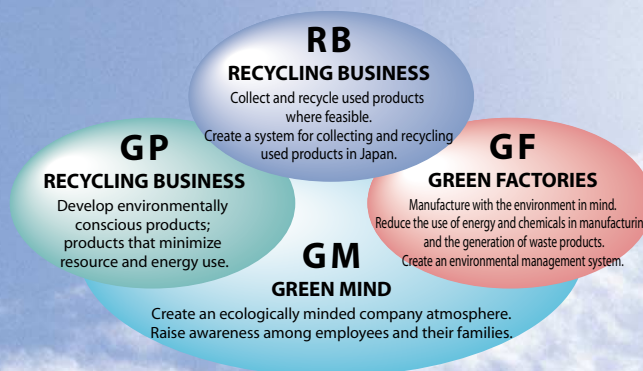 RB
RECYCLING BUSINESS
Collect and recycle used products
where feasible.
Create a system for collecting and recycling
used products in Japan.
GP
RECYCLING BUSINESS
Develop environmentally
conscious products;
products that minimize
resource and energy use.
GF
GREEN FACTORIES
Manufacture with the environment in mind.
Reduce the use of energy and chemicals in manufacturin
and the generation of waste products.
Create an environmental management system.
GM
GREEN MIND
Create an ecologically minded company atmosphere.
Raise awareness among employees and their families.